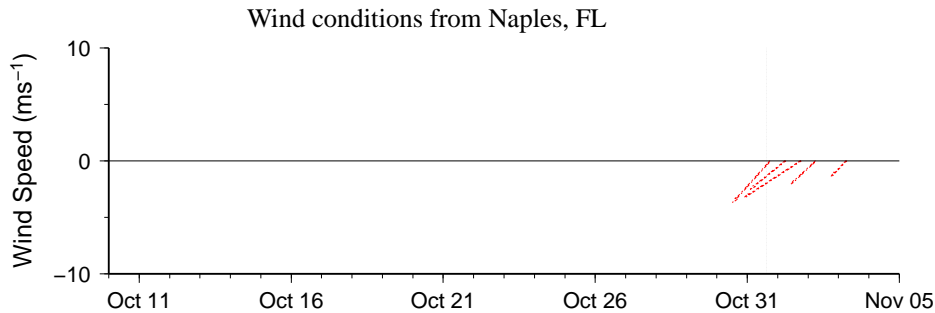 Wind conditions from Naples, FL
Wind Speed (ms⁻¹)
10
0
−10
Oct 11 Oct 16 Oct 21 Oct 26 Oct 31 Nov 05